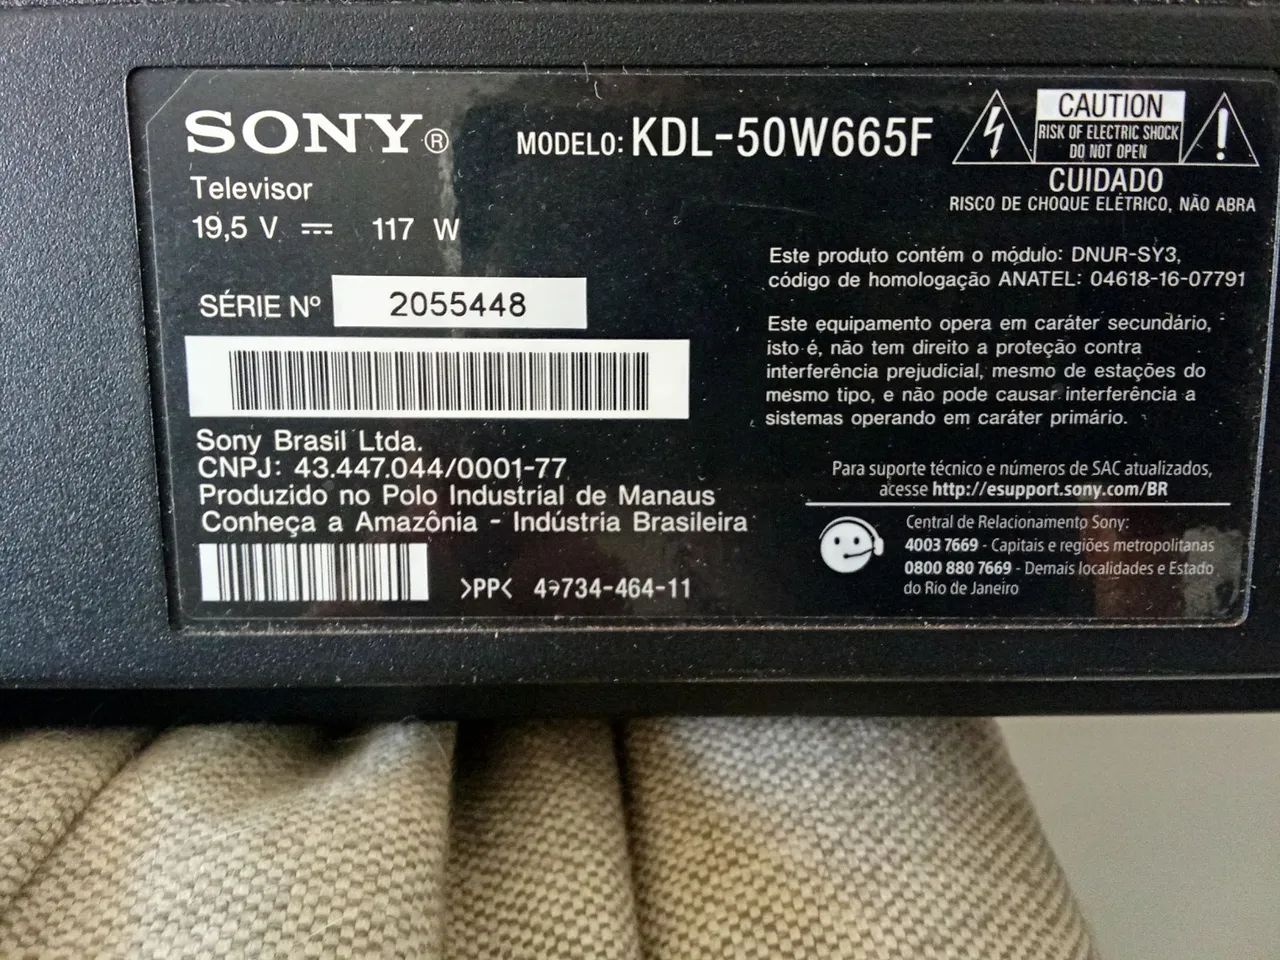 SONY®
MODELO: KDL-50W665F
CAUTION
RISK OF ELECTRIC SHOCK
DO NOT OPEN
CUIDADO
RISCO DE CHOQUE ELÉTRICO, NÃO ABRA
Televisor
19,5 V ⎓ 117 W
SÉRIE Nº 2055448
Sony Brasil Ltda.
CNPJ: 43.447.044/0001-77
Produzido no Polo Industrial de Manaus
Conheça a Amazônia - Indústria Brasileira
>PP< 4-734-464-11
Este produto contém o módulo: DNUR-SY3,
código de homologação ANATEL: 04618-16-07791
Este equipamento opera em caráter secundário,
isto é, não tem direito a proteção contra
interferência prejudicial, mesmo de estações do
mesmo tipo, e não pode causar interferência a
sistemas operando em caráter primário.
Para suporte técnico e números de SAC atualizados,
acesse http://esupport.sony.com/BR
Central de Relacionamento Sony:
4003 7669 - Capitais e regiões metropolitanas
0800 880 7669 - Demais localidades e Estado
do Rio de Janeiro